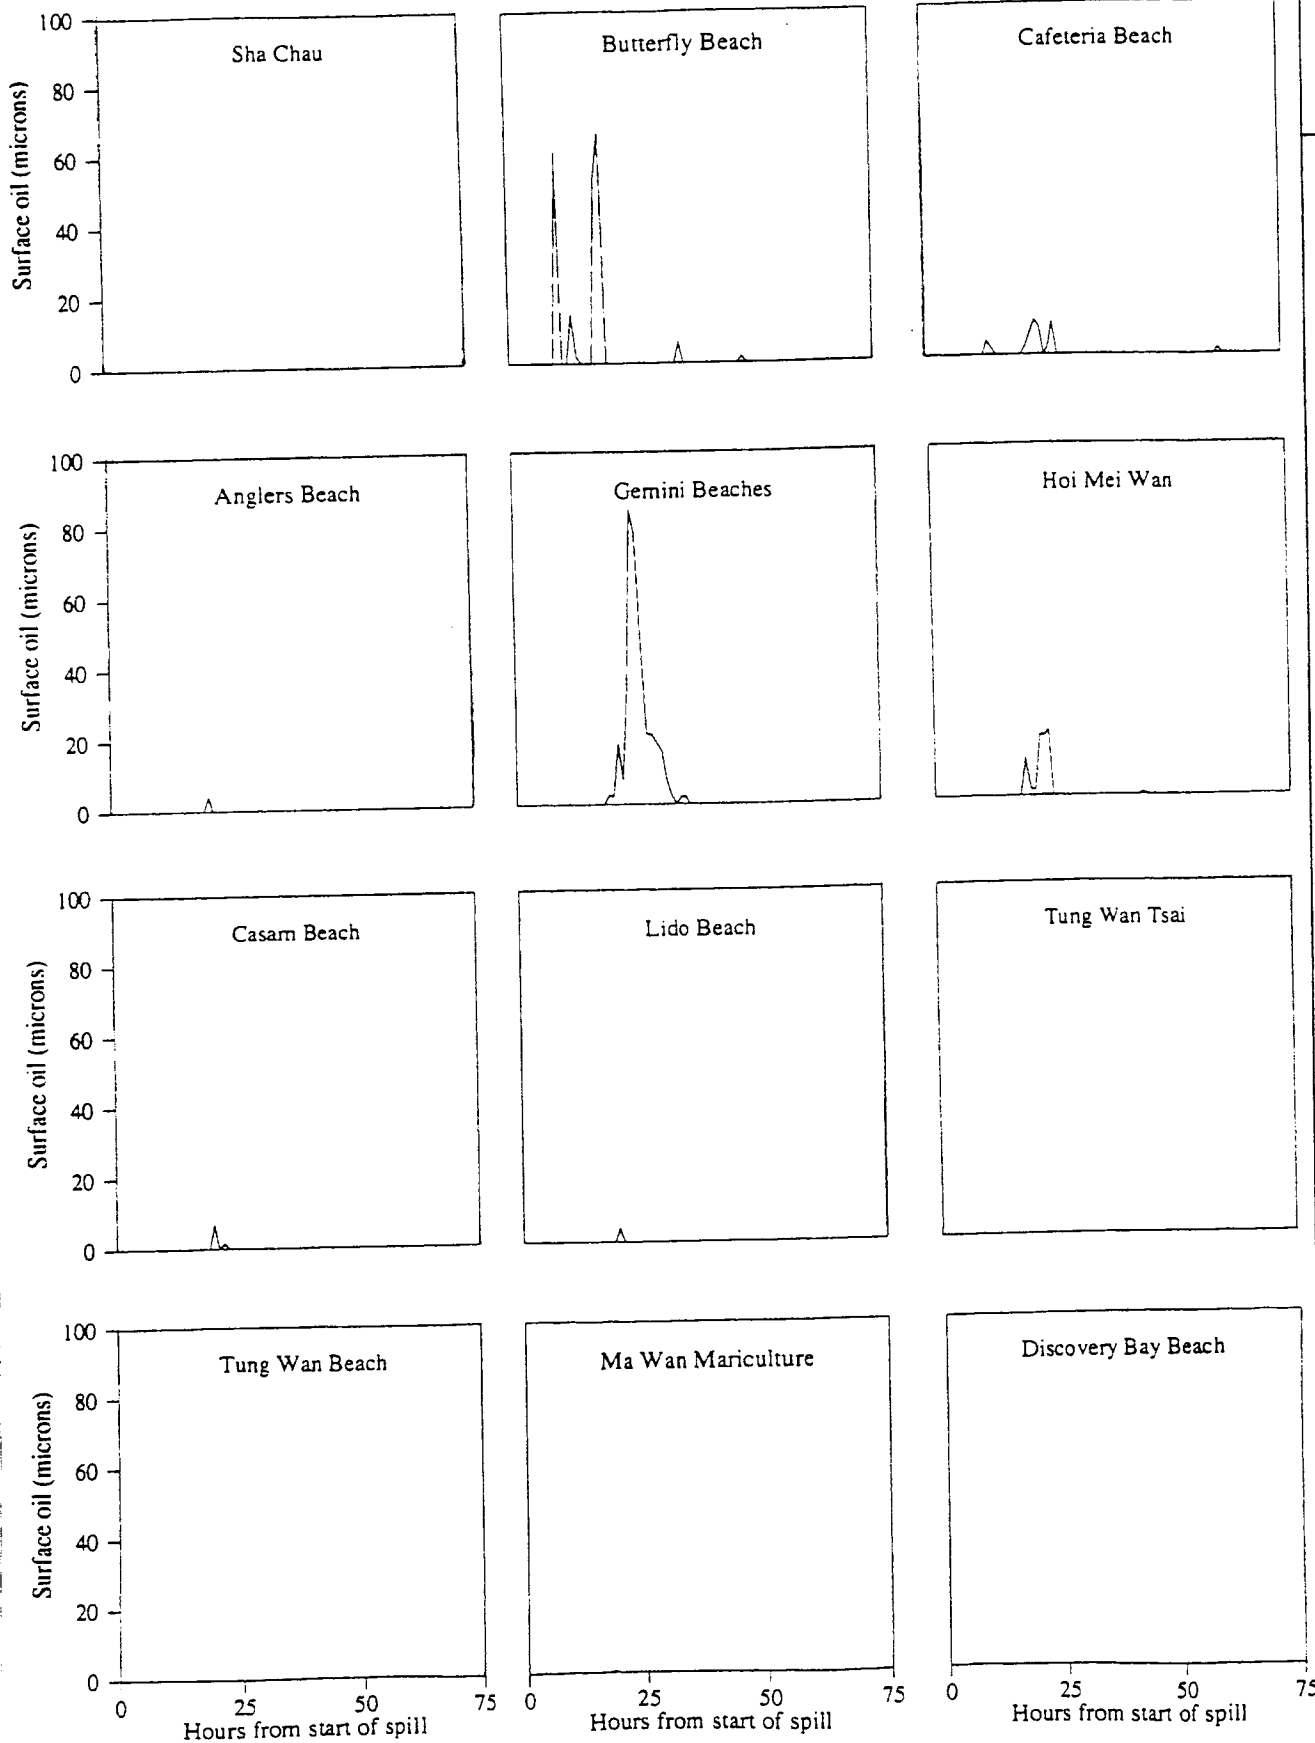 Sha Chau
Butterfly Beach
Cafeteria Beach
Surface oil (microns)
100
80
60
40
20
0
Anglers Beach
Gemini Beaches
Hoi Mei Wan
Surface oil (microns)
100
80
60
40
20
0
Casam Beach
Lido Beach
Tung Wan Tsai
Surface oil (microns)
100
80
60
40
20
0
Tung Wan Beach
Ma Wan Mariculture
Discovery Bay Beach
Surface oil (microns)
100
80
60
40
20
0
0 25 50 75
Hours from start of spill
0 25 50 75
Hours from start of spill
0 25 50 75
Hours from start of spill